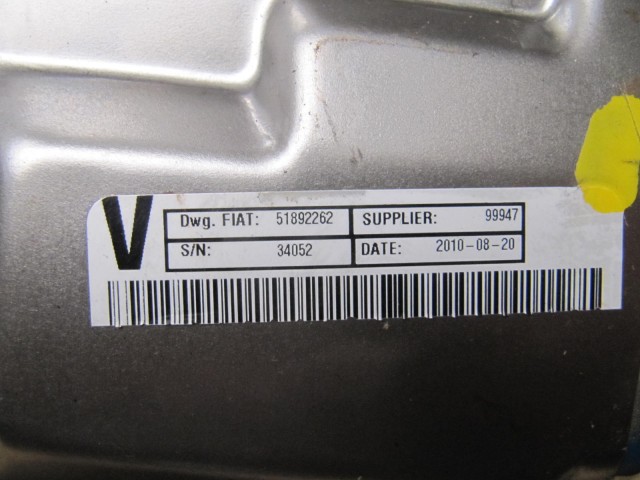 V
Dwg. FIAT: 51892262 SUPPLIER: 99947
S/N: 34052 DATE: 2010-08-20